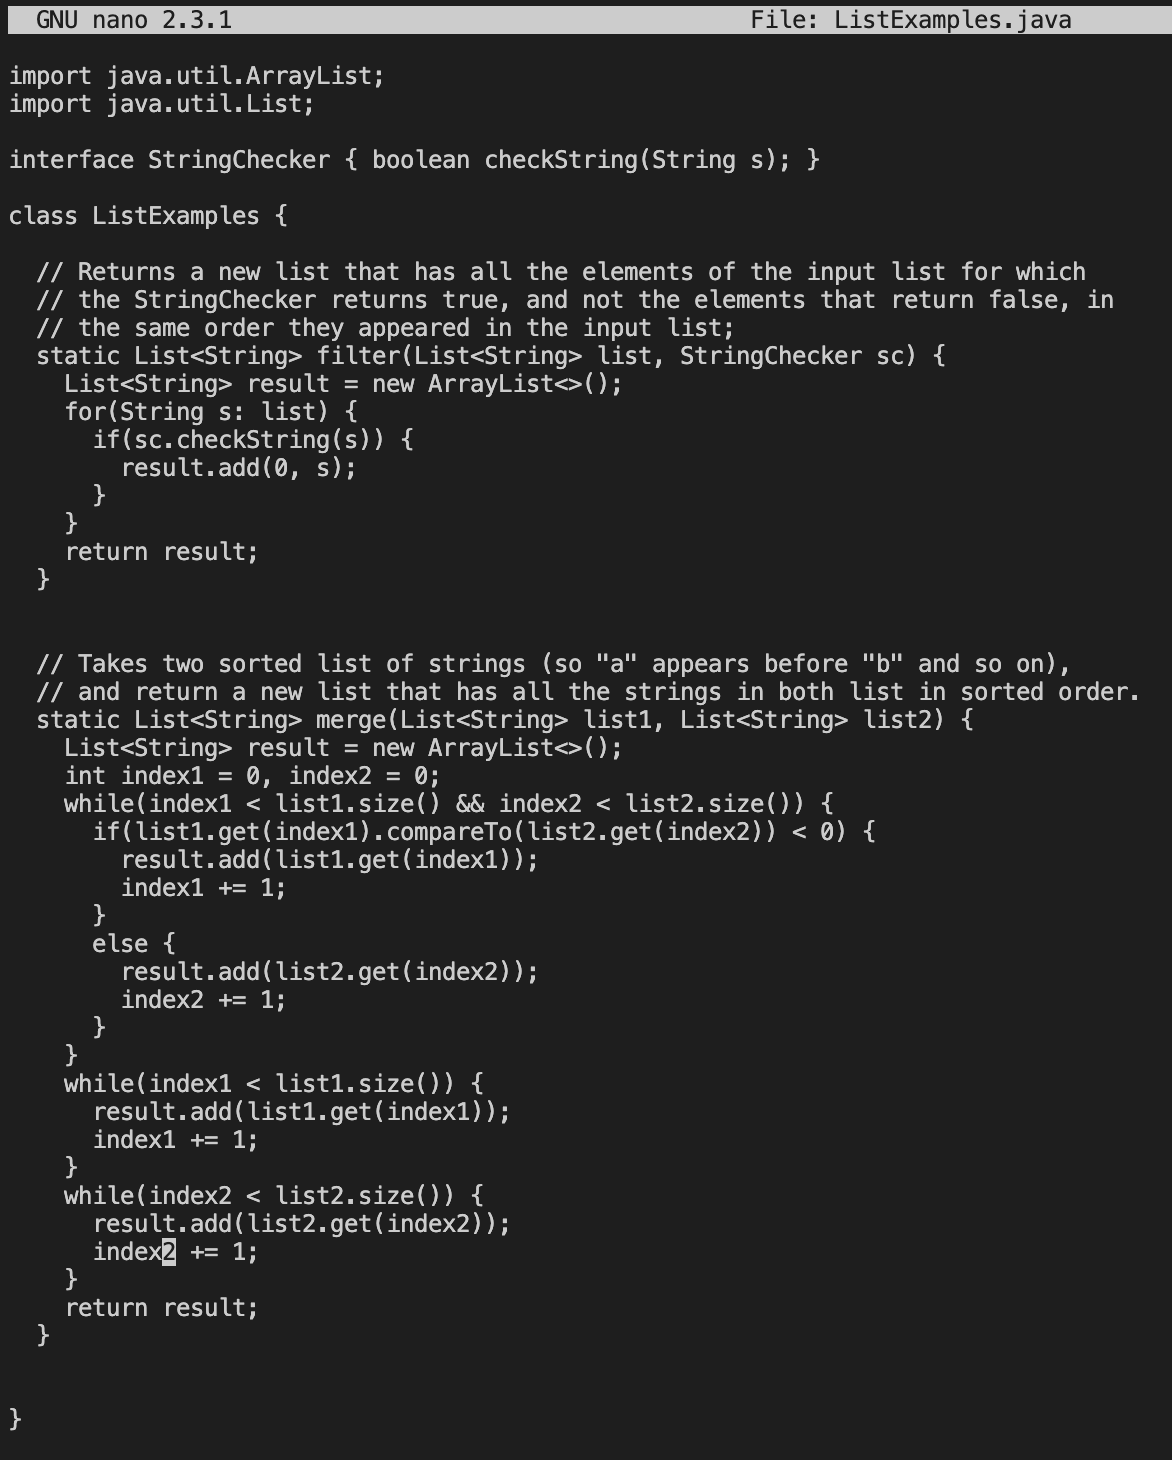 GNU nano 2.3.1 File: ListExamples.java
import java.util.ArrayList;
import java.util.List;
interface StringChecker { boolean checkString(String s); }
class ListExamples {
  // Returns a new list that has all the elements of the input list for which
  // the StringChecker returns true, and not the elements that return false, in
  // the same order they appeared in the input list;
  static List<String> filter(List<String> list, StringChecker sc) {
    List<String> result = new ArrayList<>();
    for(String s: list) {
      if(sc.checkString(s)) {
        result.add(0, s);
      }
    }
    return result;
  }
  // Takes two sorted list of strings (so "a" appears before "b" and so on),
  // and return a new list that has all the strings in both list in sorted order.
  static List<String> merge(List<String> list1, List<String> list2) {
    List<String> result = new ArrayList<>();
    int index1 = 0, index2 = 0;
    while(index1 < list1.size() && index2 < list2.size()) {
      if(list1.get(index1).compareTo(list2.get(index2)) < 0) {
        result.add(list1.get(index1));
        index1 += 1;
      }
      else {
        result.add(list2.get(index2));
        index2 += 1;
      }
    }
    while(index1 < list1.size()) {
      result.add(list1.get(index1));
      index1 += 1;
    }
    while(index2 < list2.size()) {
      result.add(list2.get(index2));
      index2 += 1;
    }
    return result;
  }
}